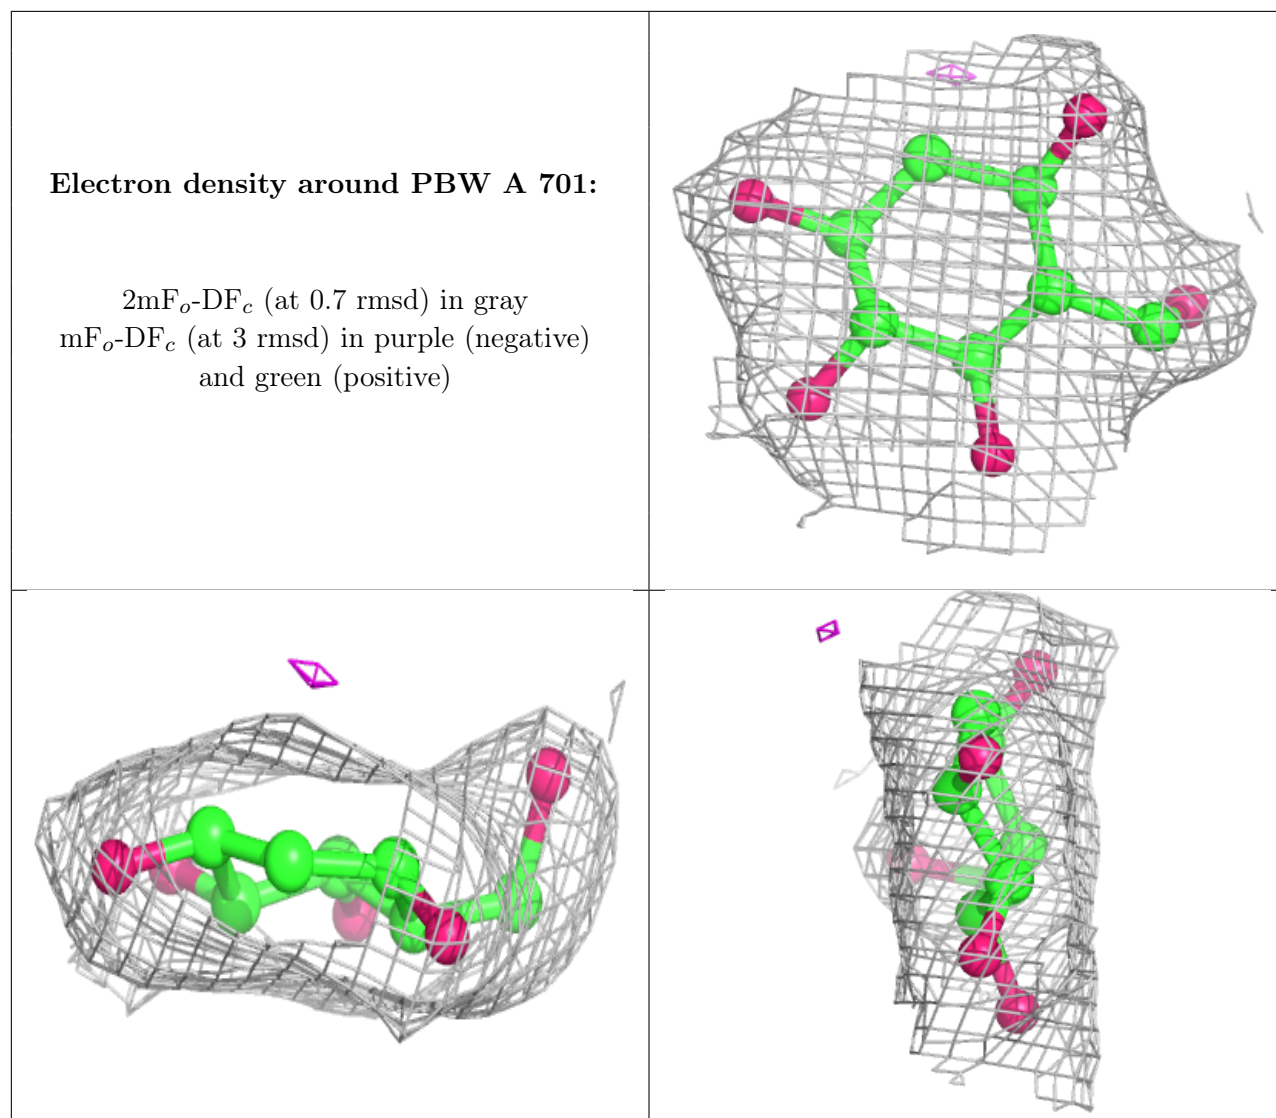 Electron density around PBW A 701:
2mFo-DFc (at 0.7 rmsd) in gray
mFo-DFc (at 3 rmsd) in purple (negative)
and green (positive)